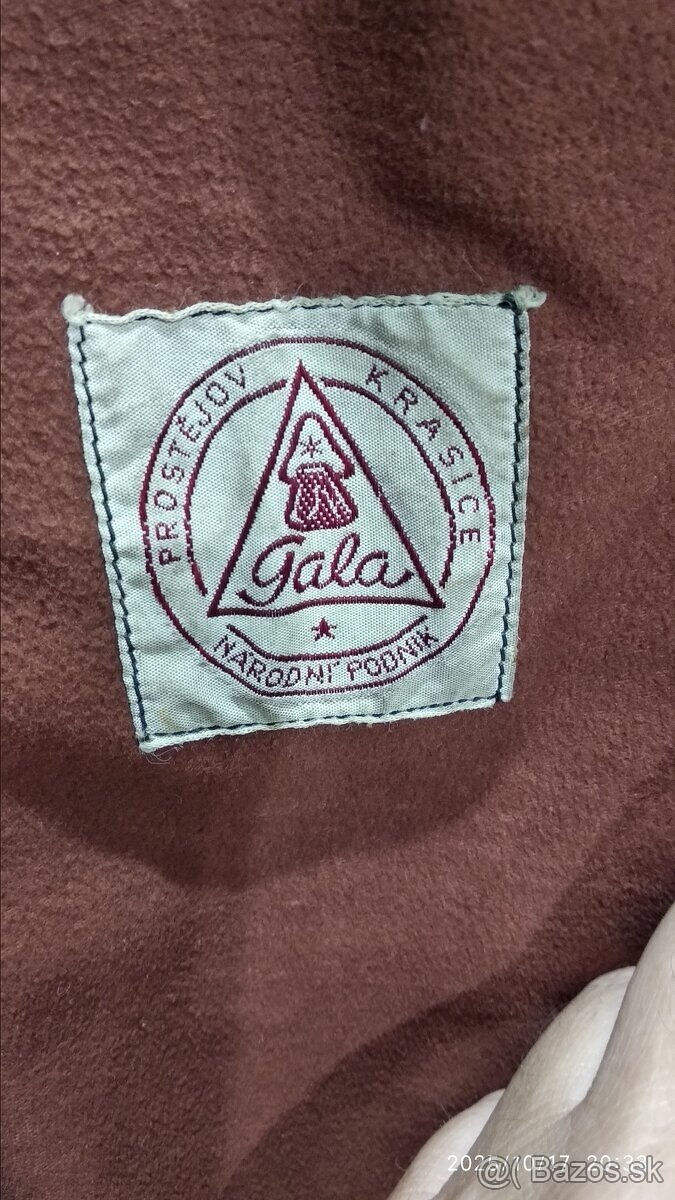 PROSTĚJOV KRASICE
Gala
NÁRODNÍ PODNIK
@( Bazos.sk